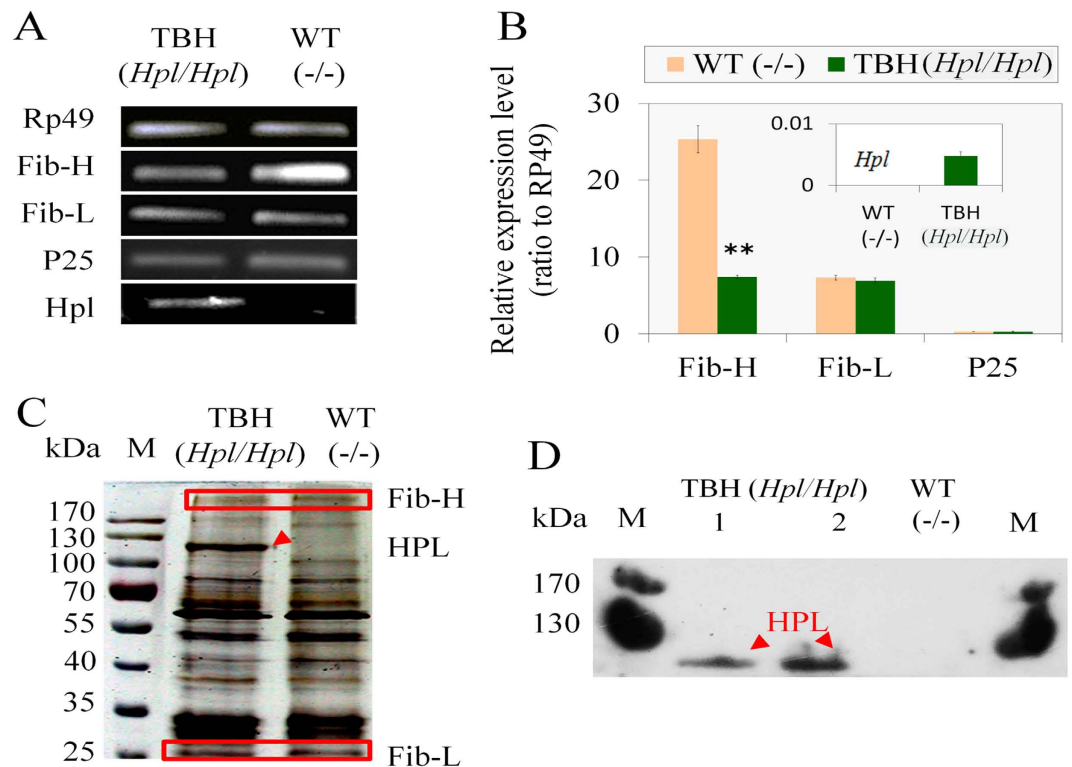 A
TBH
(Hpl/Hpl)
WT
(-/-)
Rp49
Fib-H
Fib-L
P25
Hpl
B
WT (-/-)
TBH (Hpl/Hpl)
Relative expression level
(ratio to RP49)
30
20
10
0
0.01
0
Hpl
WT
(-/-)
TBH
(Hpl/Hpl)
**
Fib-H
Fib-L
P25
C
kDa
M
TBH
(Hpl/Hpl)
WT
(-/-)
170
130
100
70
55
40
35
25
Fib-H
HPL
Fib-L
D
kDa
M
TBH (Hpl/Hpl)
1
2
WT
(-/-)
M
170
130
HPL